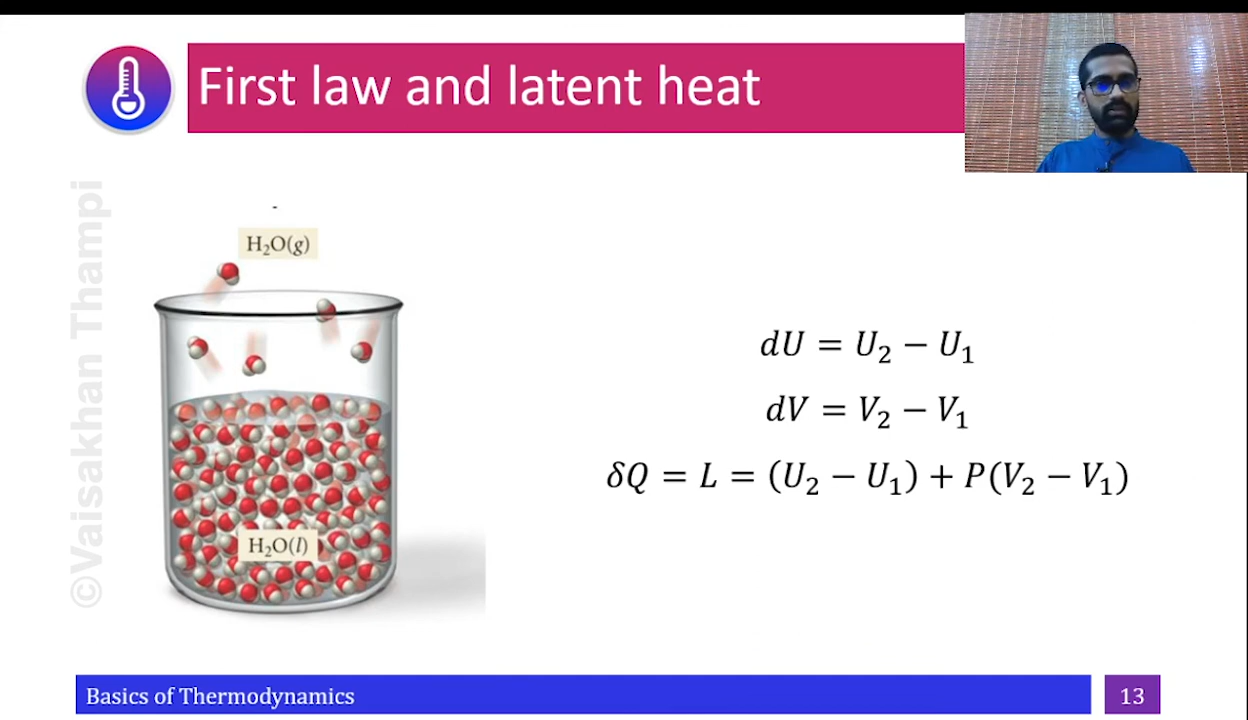 First law and latent heat
©Vaisakhan Thampi
H₂O(g)
H₂O(l)
dU = U₂ − U₁
dV = V₂ − V₁
δQ = L = (U₂ − U₁) + P(V₂ − V₁)
Basics of Thermodynamics
13